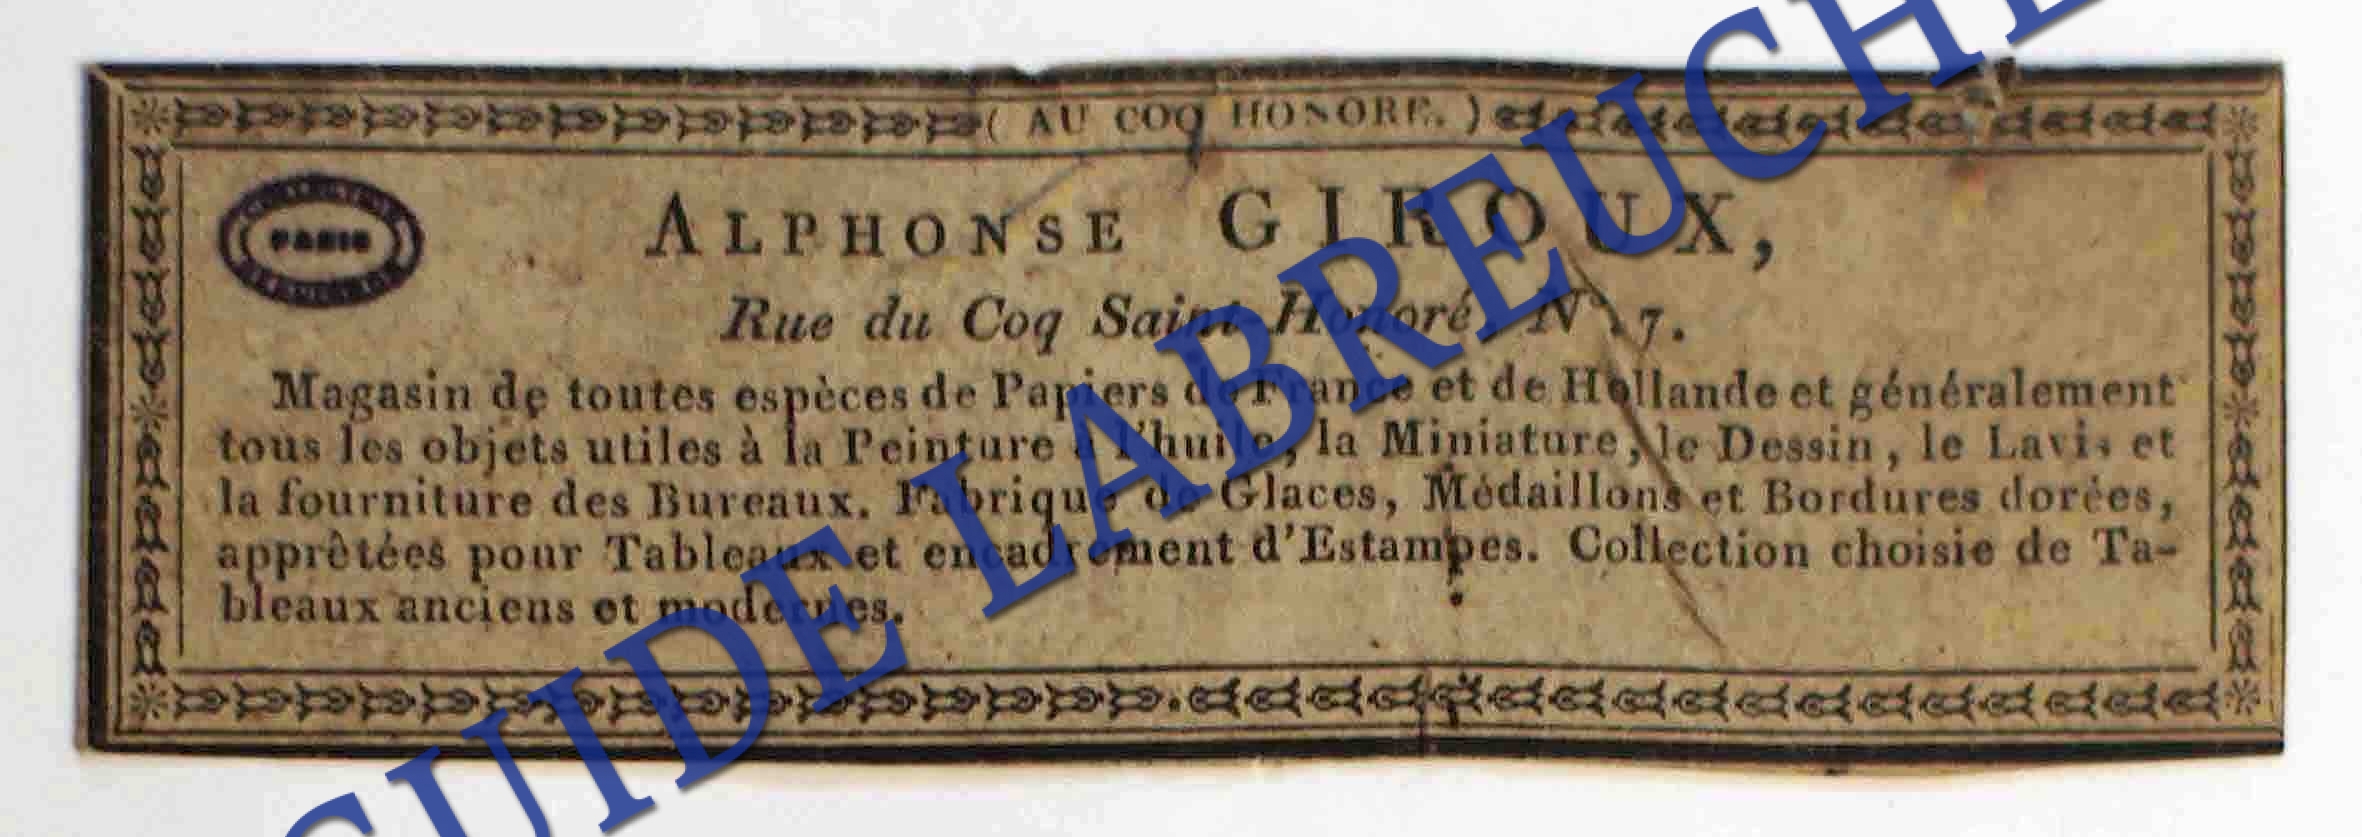 ( AU COQ HONORÉ. )
PARIS
ALPHONSE GIROUX,
Rue du Coq Saint-Honoré, N°. 7.
Magasin de toutes espèces de Papiers de France et de Hollande et généralement
tous les objets utiles à la Peinture à l'huile, la Miniature, le Dessin, le Lavis et
la fourniture des Bureaux. Fabrique de Glaces, Médaillons et Bordures dorées,
apprêtées pour Tableaux et encadrement d'Estampes. Collection choisie de Ta-
bleaux anciens et modernes.
GUIDE LABREUCHE